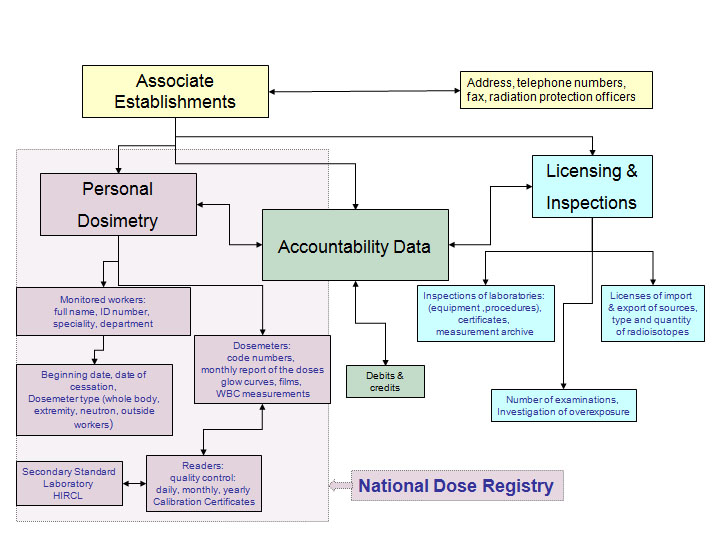 Associate
Establishments
Address, telephone numbers,
fax, radiation protection officers
Personal
Dosimetry
Licensing &
Inspections
Accountability Data
Monitored workers:
full name, ID number,
speciality, department
Inspections of laboratories:
(equipment ,procedures),
certificates,
measurement archive
Licenses of import
& export of sources,
type and quantity
of radioisotopes
Dosemeters:
code numbers,
monthly report of the doses
glow curves, films,
WBC measurements
Beginning date, date of
cessation,
Dosemeter type (whole body,
extremity, neutron, outside
workers)
Debits &
credits
Number of examinations,
Investigation of overexposure
Secondary Standard
Laboratory
HIRCL
Readers:
quality control:
daily, monthly, yearly
Calibration Certificates
National Dose Registry